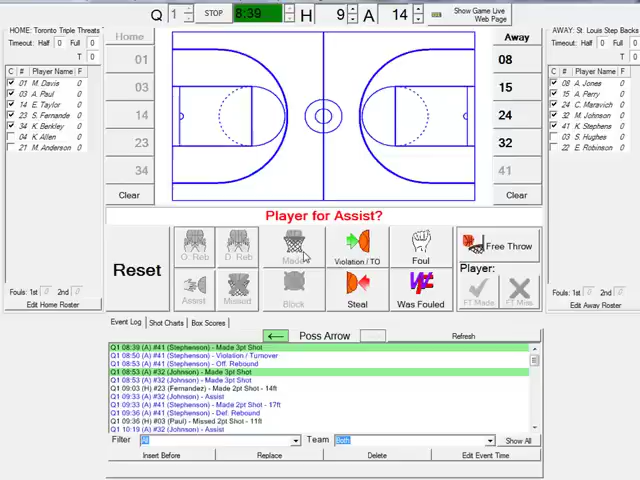 Q 1 STOP 8:39 H 9 A 14 Show Game Live Web Page
HOME: Toronto Triple Threats
Timeout: Half 0 Full 0
T 0
C # Player Name F
01 M. Davis 0
03 A. Paul 0
14 E. Taylor 0
23 S. Fernande 0
34 K. Berkley 0
04 K. Allen 0
21 M. Anderson 0
Fouls: 1st 0 2nd 0
Edit Home Roster
Home
01
03
14
23
34
Clear
Away
08
15
24
32
41
Clear
AWAY: St. Louis Step Backs
Timeout: Half 0 Full 0
T 0
C # Player Name F
08 A. Jones 0
15 A. Perry 0
24 C. Maravich 0
32 M. Johnson 0
41 K. Stephens 0
03 S. Hughes 0
22 E. Robinson 0
Fouls: 1st 0 2nd 0
Edit Away Roster
Player for Assist?
Reset
O. Reb
D. Reb
Made
Violation / TO
Foul
Free Throw
Assist
Missed
Block
Steal
Was Fouled
Player:
FT Made
FT Miss
Event Log Shot Charts Box Scores
← Poss Arrow Refresh
Q1 08:39 (A) #41 (Stephenson) - Made 3pt Shot
Q1 08:50 (A) #41 (Stephenson) - Violation / Turnover
Q1 08:53 (A) #41 (Stephenson) - Off. Rebound
Q1 08:53 (A) #32 (Johnson) - Made 3pt Shot
Q1 08:53 (A) #32 (Johnson) - Made 3pt Shot
Q1 09:03 (H) #23 (Fernandez) - Made 2pt Shot - 14ft
Q1 09:33 (A) #32 (Johnson) - Assist
Q1 09:33 (A) #41 (Stephenson) - Made 2pt Shot - 17ft
Q1 09:36 (A) #41 (Stephenson) - Def. Rebound
Q1 09:36 (H) #03 (Paul) - Missed 2pt Shot - 11ft
Q1 10:19 (A) #32 (Johnson) - Assist
Filter All Team Both Show All
Insert Before Replace Delete Edit Event Time